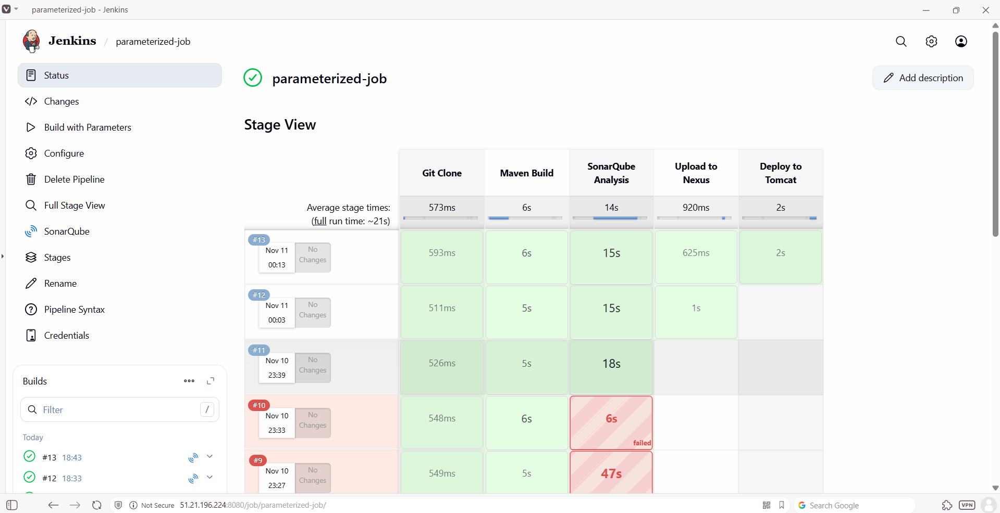 parameterized-job - Jenkins
Jenkins / parameterized-job
Status
Changes
Build with Parameters
Configure
Delete Pipeline
Full Stage View
SonarQube
Stages
Rename
Pipeline Syntax
Credentials
Builds
Filter
/
Today
#13 18:43
#12 18:33
parameterized-job
Add description
Stage View
Git Clone
Maven Build
SonarQube
Analysis
Upload to
Nexus
Deploy to
Tomcat
Average stage times:
(full run time: ~21s)
573ms
6s
14s
920ms
2s
#13
Nov 11
00:13
No
Changes
593ms
6s
15s
625ms
2s
#12
Nov 11
00:03
No
Changes
511ms
5s
15s
1s
#11
Nov 10
23:39
No
Changes
526ms
5s
18s
#10
Nov 10
23:33
No
Changes
548ms
6s
6s
failed
#9
Nov 10
23:27
No
Changes
549ms
5s
47s
Not Secure 51.21.196.224:8080/job/parameterized-job/
Search Google
VPN